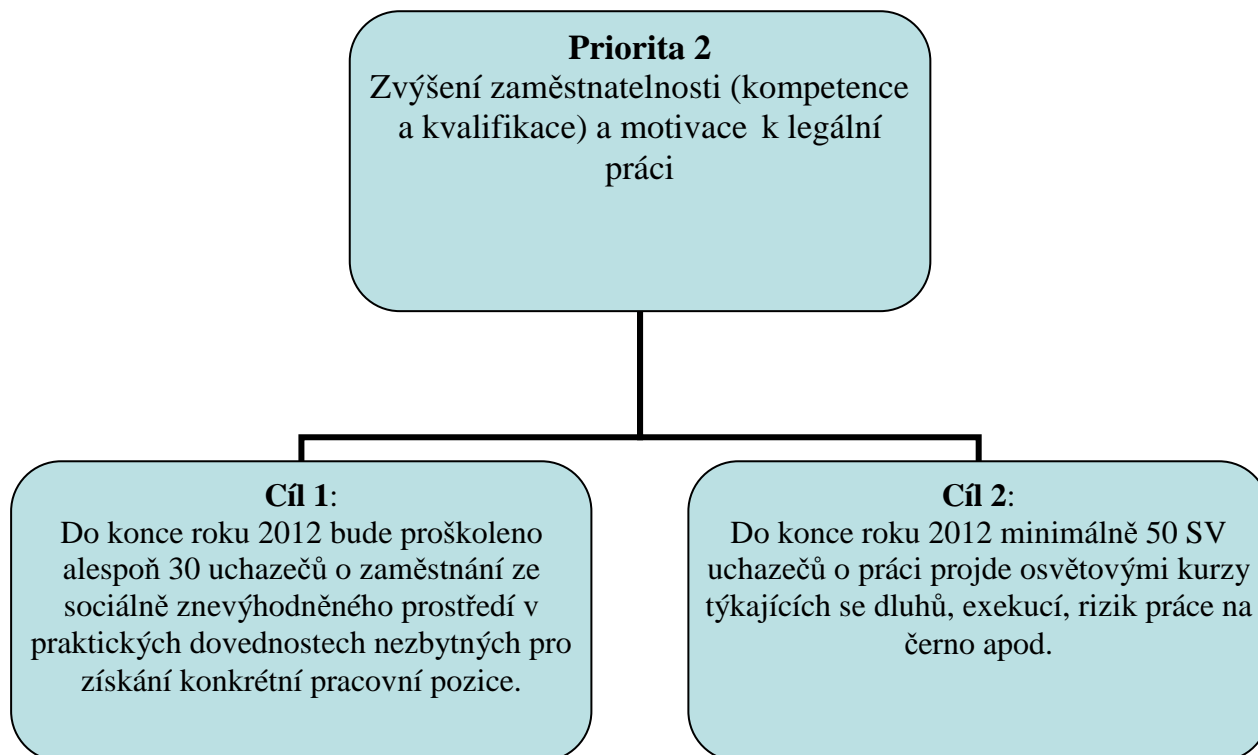 Priorita 2
Zvýšení zaměstnatelnosti (kompetence
a kvalifikace) a motivace k legální
práci
Cíl 1:
Do konce roku 2012 bude proškoleno
alespoň 30 uchazečů o zaměstnání ze
sociálně znevýhodněného prostředí v
praktických dovednostech nezbytných pro
získání konkrétní pracovní pozice.
Cíl 2:
Do konce roku 2012 minimálně 50 SV
uchazečů o práci projde osvětovými kurzy
týkajících se dluhů, exekucí, rizik práce na
černo apod.